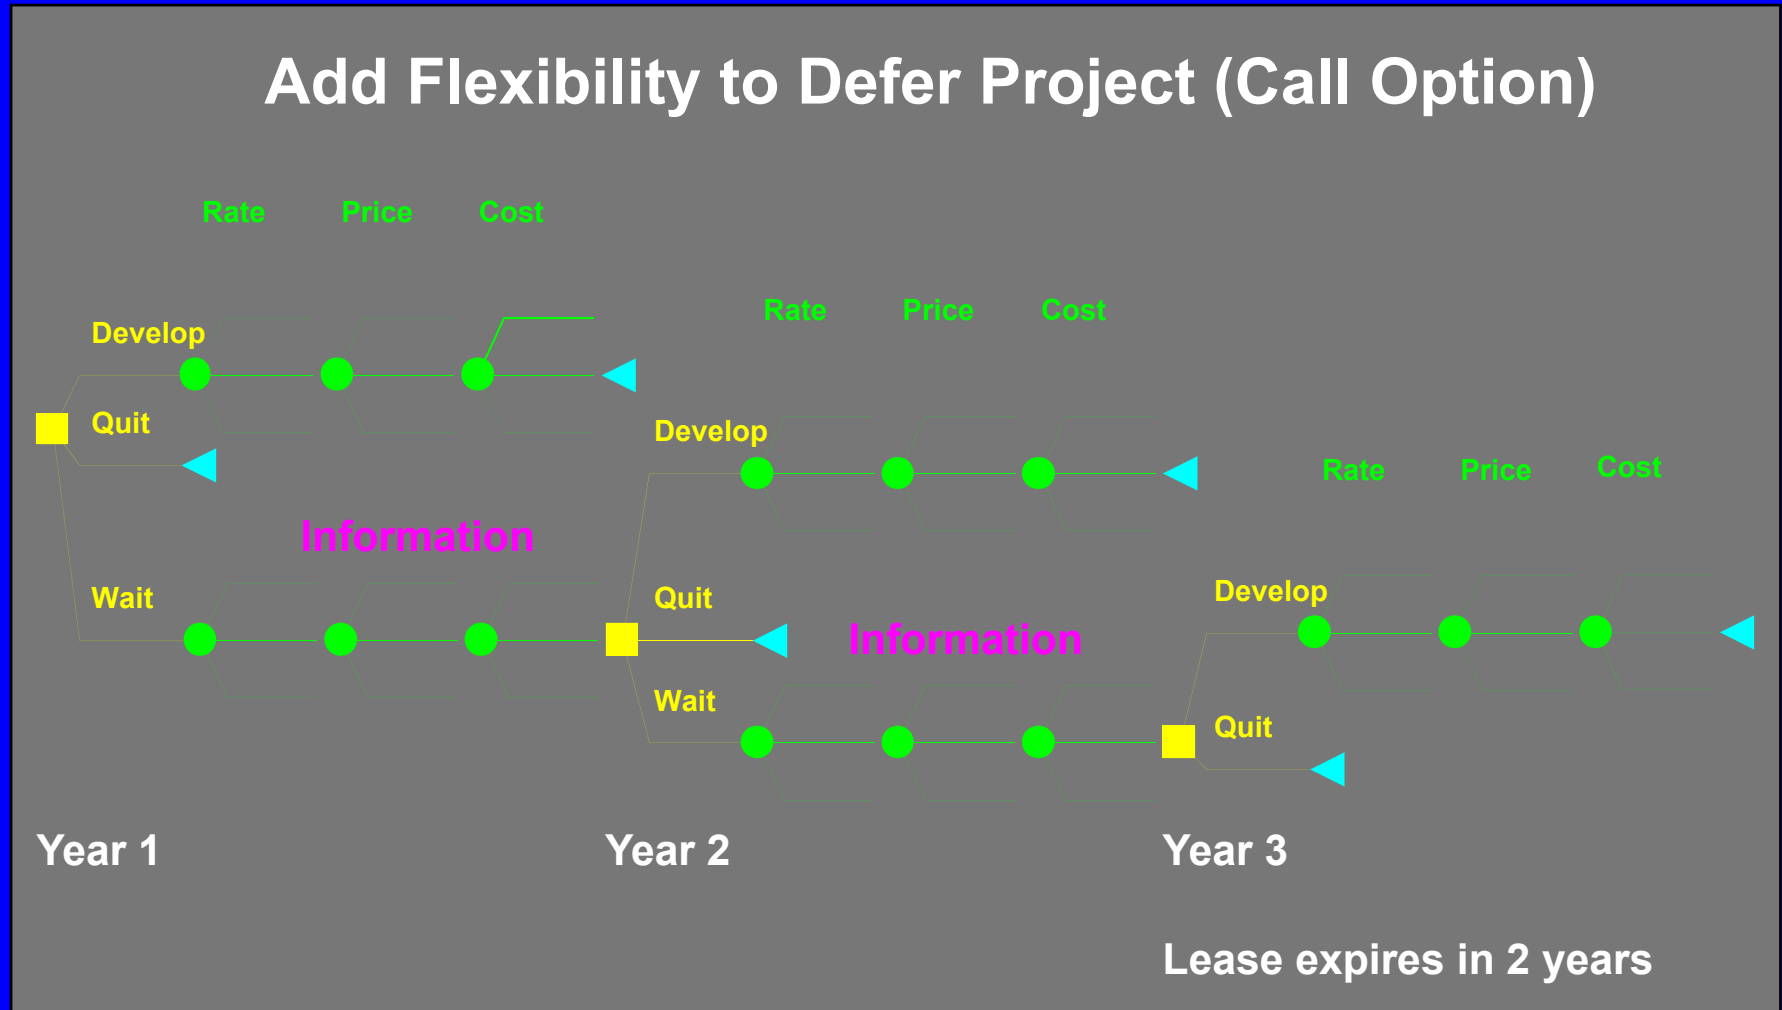 Add Flexibility to Defer Project (Call Option)
Rate Price Cost
Develop
Quit
Information
Wait
Rate Price Cost
Develop
Quit
Information
Wait
Rate Price Cost
Develop
Quit
Year 1 Year 2 Year 3
Lease expires in 2 years